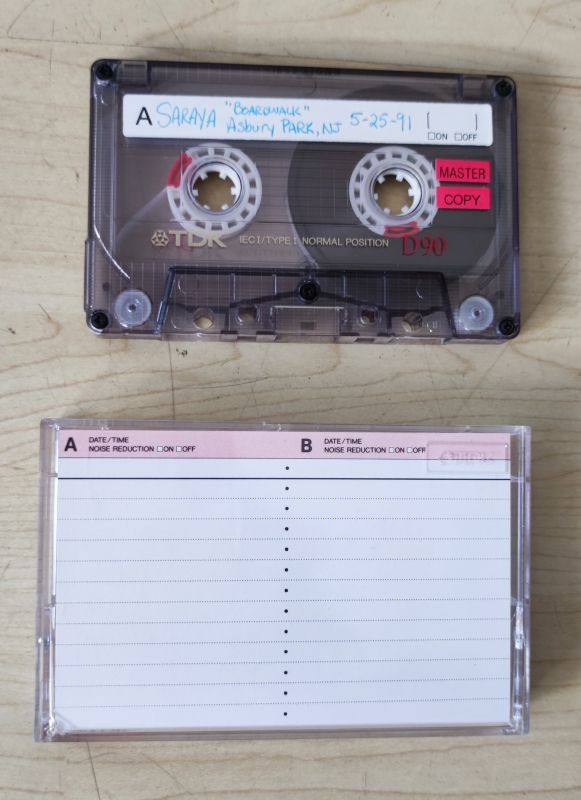 A SARAYA "BOARDWALK" 5-25-91 [ ]
Asbury PARK, NJ □ON □OFF
MASTER
COPY
TDK IEC I/TYPE I NORMAL POSITION D90
A DATE/TIME B DATE/TIME
NOISE REDUCTION □ON □OFF NOISE REDUCTION □ON □OFF